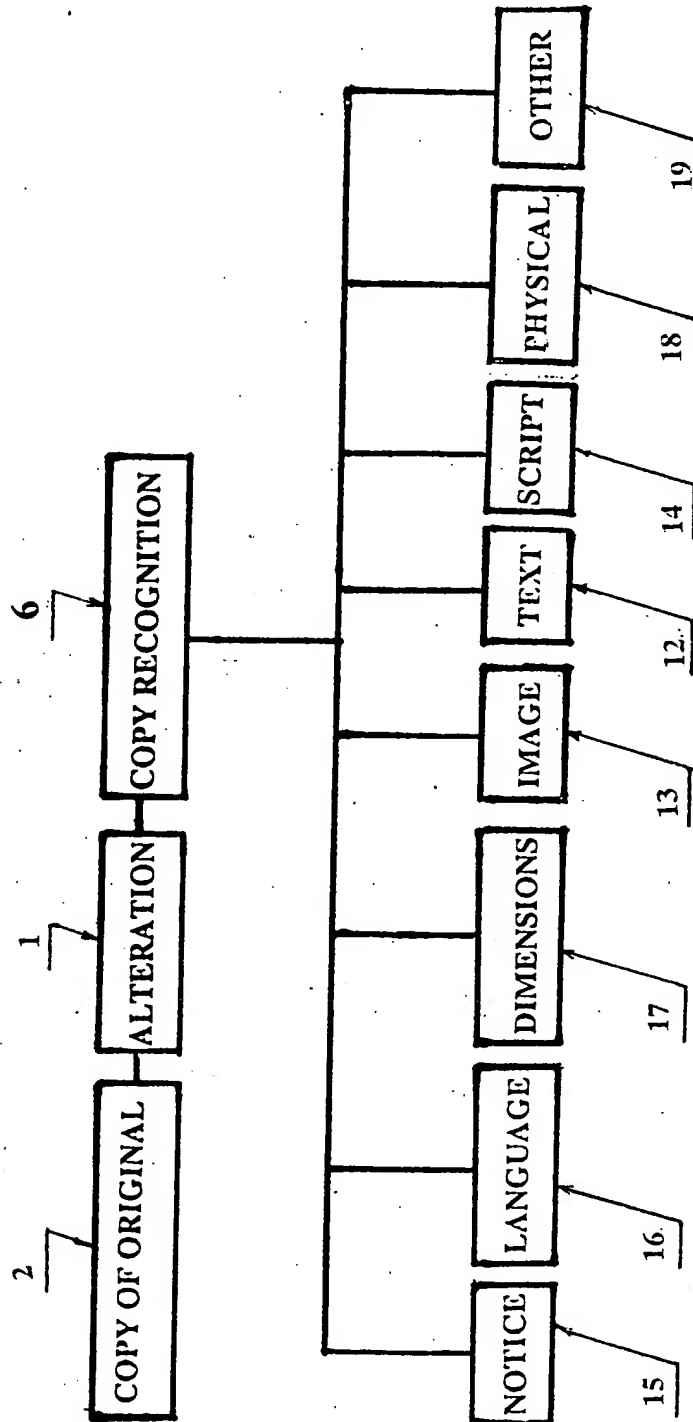 2
1
6
COPY OF ORIGINAL
ALTERATION
COPY RECOGNITION
NOTICE
LANGUAGE
DIMENSIONS
IMAGE
TEXT
SCRIPT
PHYSICAL
OTHER
15
16
17
13
12
14
18
19